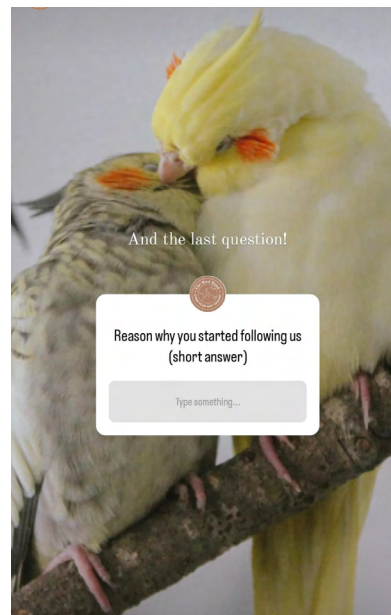 And the last question!
Reason why you started following us
(short answer)
Type something...